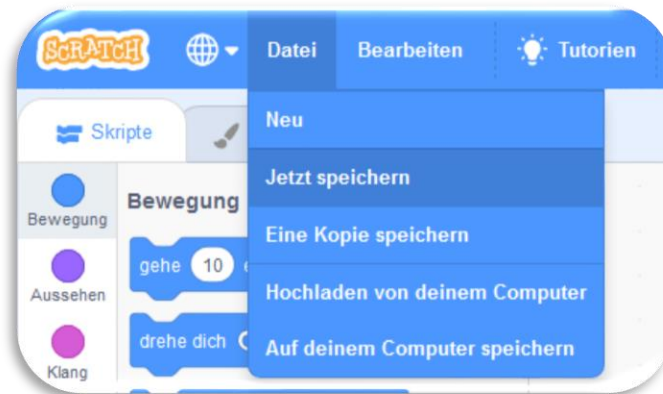 SCRATCH Datei Bearbeiten Tutorien
Skripte
Neu
Jetzt speichern
Eine Kopie speichern
Hochladen von deinem Computer
Auf deinem Computer speichern
Bewegung
Aussehen
Klang
Bewegung
gehe 10
drehe dich